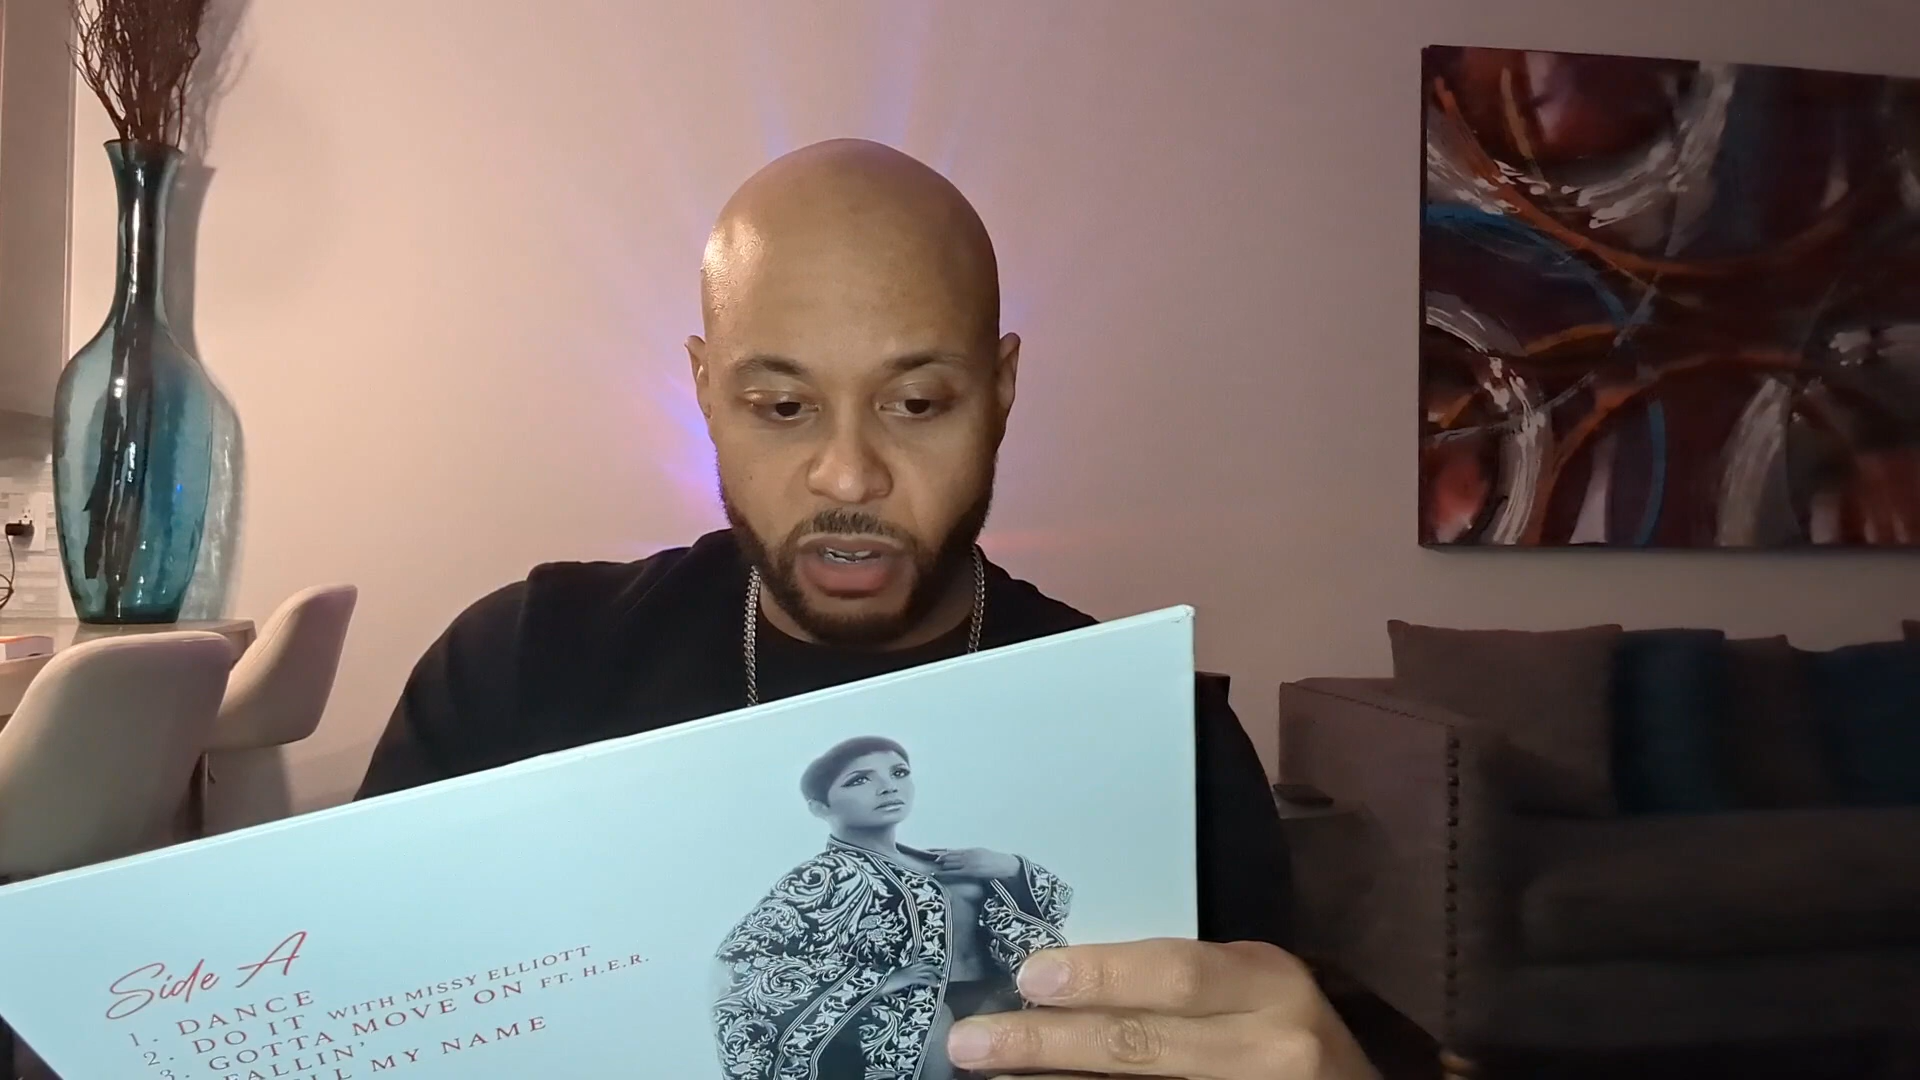 Side A
1. DANCE
2. DO IT WITH MISSY ELLIOTT
3. GOTTA MOVE ON FT. H.E.R.
FALLIN'
MY NAME